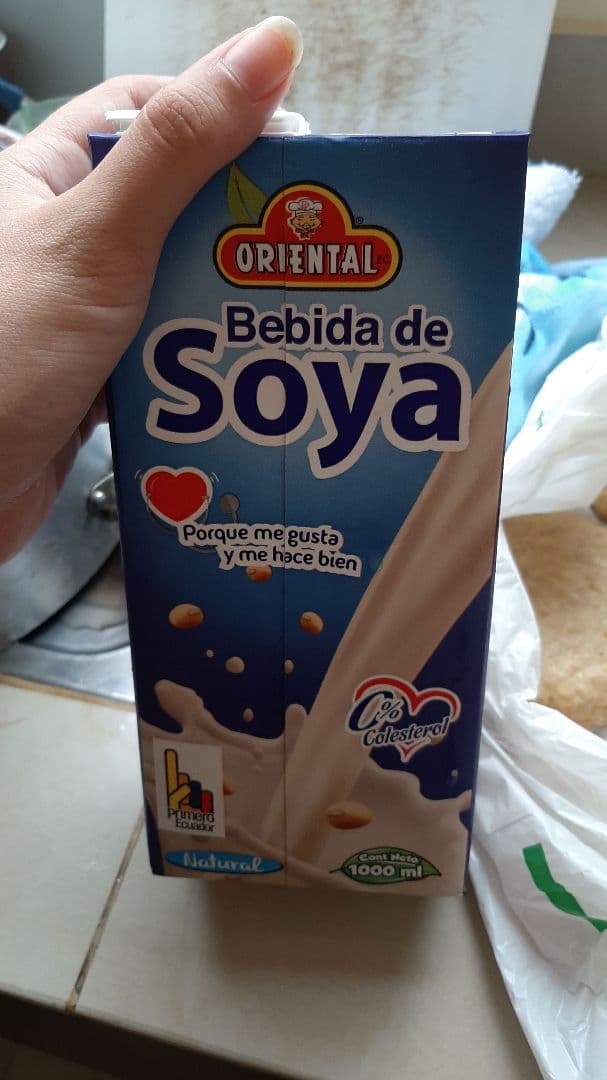 ORIENTAL
Bebida de
Soya
Porque me gusta
y me hace bien
0%
Colesterol
Primero
Ecuador
Natural
Cont Neto
1000 ml